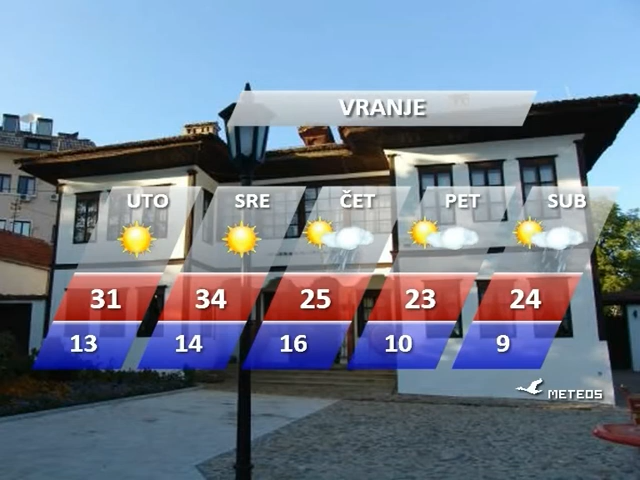 VRANJE
UTO SRE ČET PET SUB
31 34 25 23 24
13 14 16 10 9
METEOS